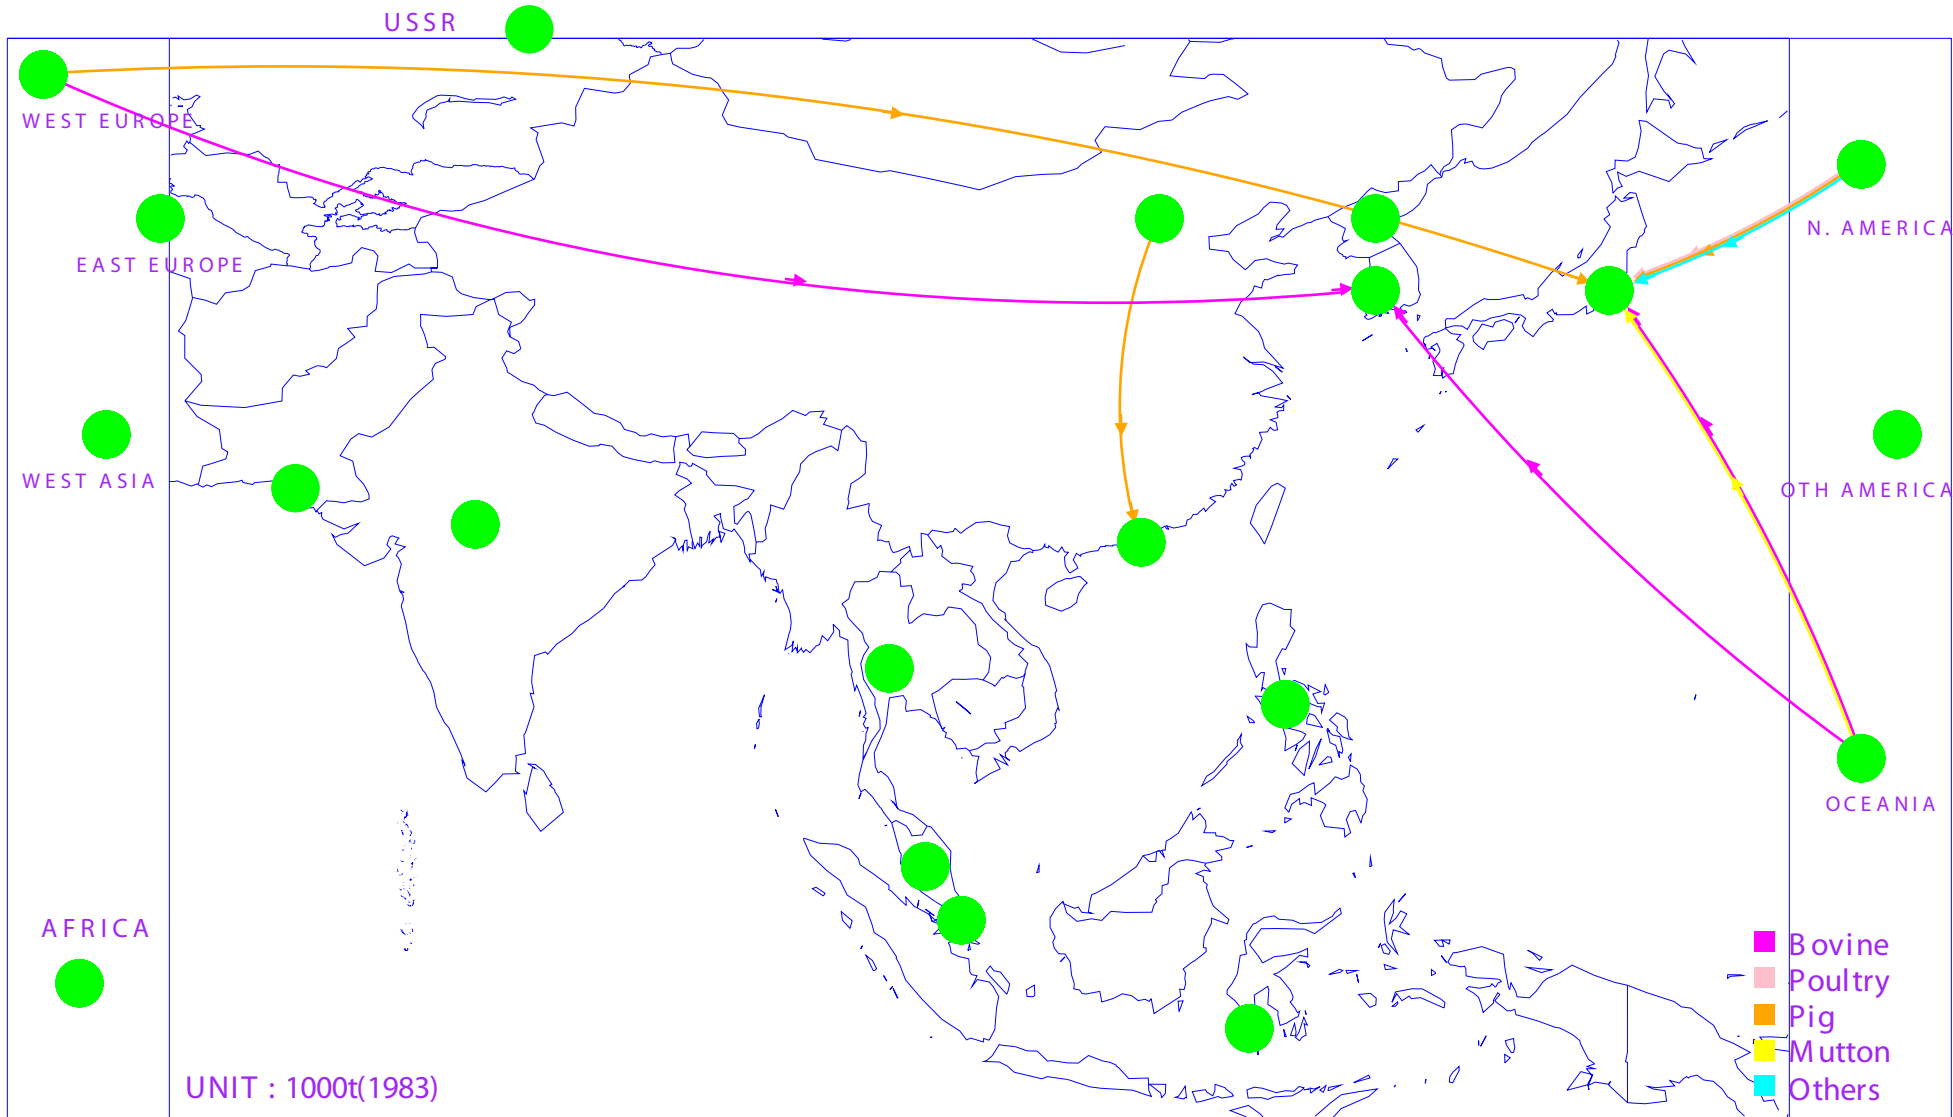 USSR
WEST EUROPE
N. AMERICA
EAST EUROPE
WEST ASIA
OTH AMERICA
OCEANIA
AFRICA
Bovine
Poultry
Pig
Mutton
Others
UNIT : 1000t(1983)